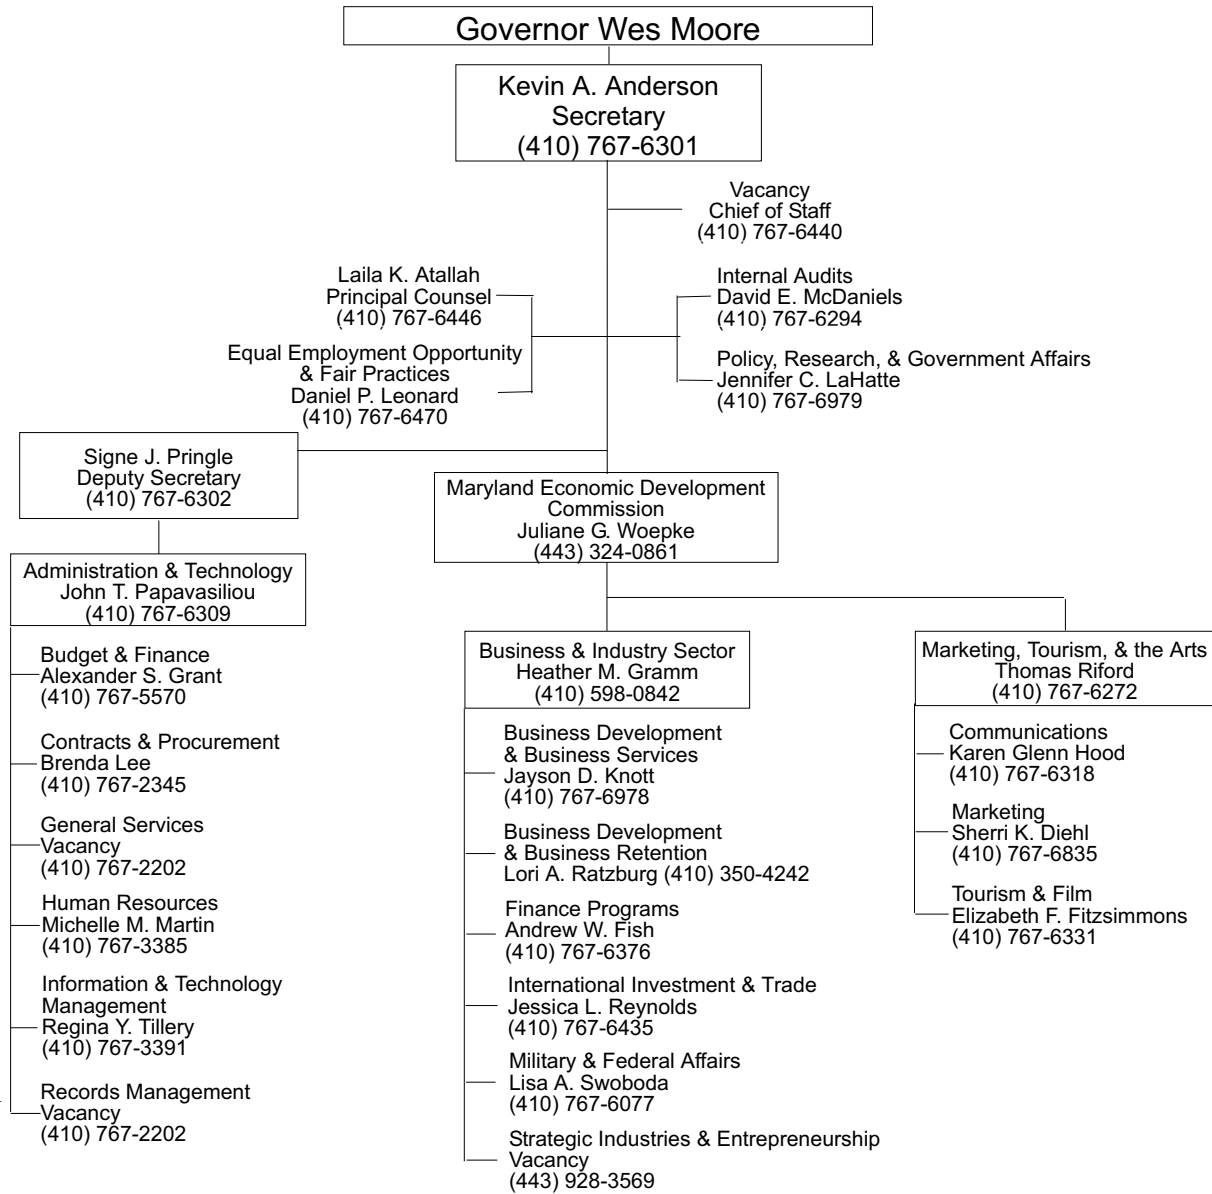 Governor Wes Moore
Kevin A. Anderson
Secretary
(410) 767-6301
Vacancy
Chief of Staff
(410) 767-6440
Laila K. Atallah
Principal Counsel
(410) 767-6446
Equal Employment Opportunity
& Fair Practices
Daniel P. Leonard
(410) 767-6470
Internal Audits
David E. McDaniels
(410) 767-6294
Policy, Research, & Government Affairs
Jennifer C. LaHatte
(410) 767-6979
Signe J. Pringle
Deputy Secretary
(410) 767-6302
Maryland Economic Development
Commission
Juliane G. Woepke
(443) 324-0861
Administration & Technology
John T. Papavasiliou
(410) 767-6309
Budget & Finance
Alexander S. Grant
(410) 767-5570
Contracts & Procurement
Brenda Lee
(410) 767-2345
General Services
Vacancy
(410) 767-2202
Human Resources
Michelle M. Martin
(410) 767-3385
Information & Technology
Management
Regina Y. Tillery
(410) 767-3391
Records Management
Vacancy
(410) 767-2202
Business & Industry Sector
Heather M. Gramm
(410) 598-0842
Business Development
& Business Services
Jayson D. Knott
(410) 767-6978
Business Development
& Business Retention
Lori A. Ratzburg (410) 350-4242
Finance Programs
Andrew W. Fish
(410) 767-6376
International Investment & Trade
Jessica L. Reynolds
(410) 767-6435
Military & Federal Affairs
Lisa A. Swoboda
(410) 767-6077
Strategic Industries & Entrepreneurship
Vacancy
(443) 928-3569
Marketing, Tourism, & the Arts
Thomas Riford
(410) 767-6272
Communications
Karen Glenn Hood
(410) 767-6318
Marketing
Sherri K. Diehl
(410) 767-6835
Tourism & Film
Elizabeth F. Fitzsimmons
(410) 767-6331